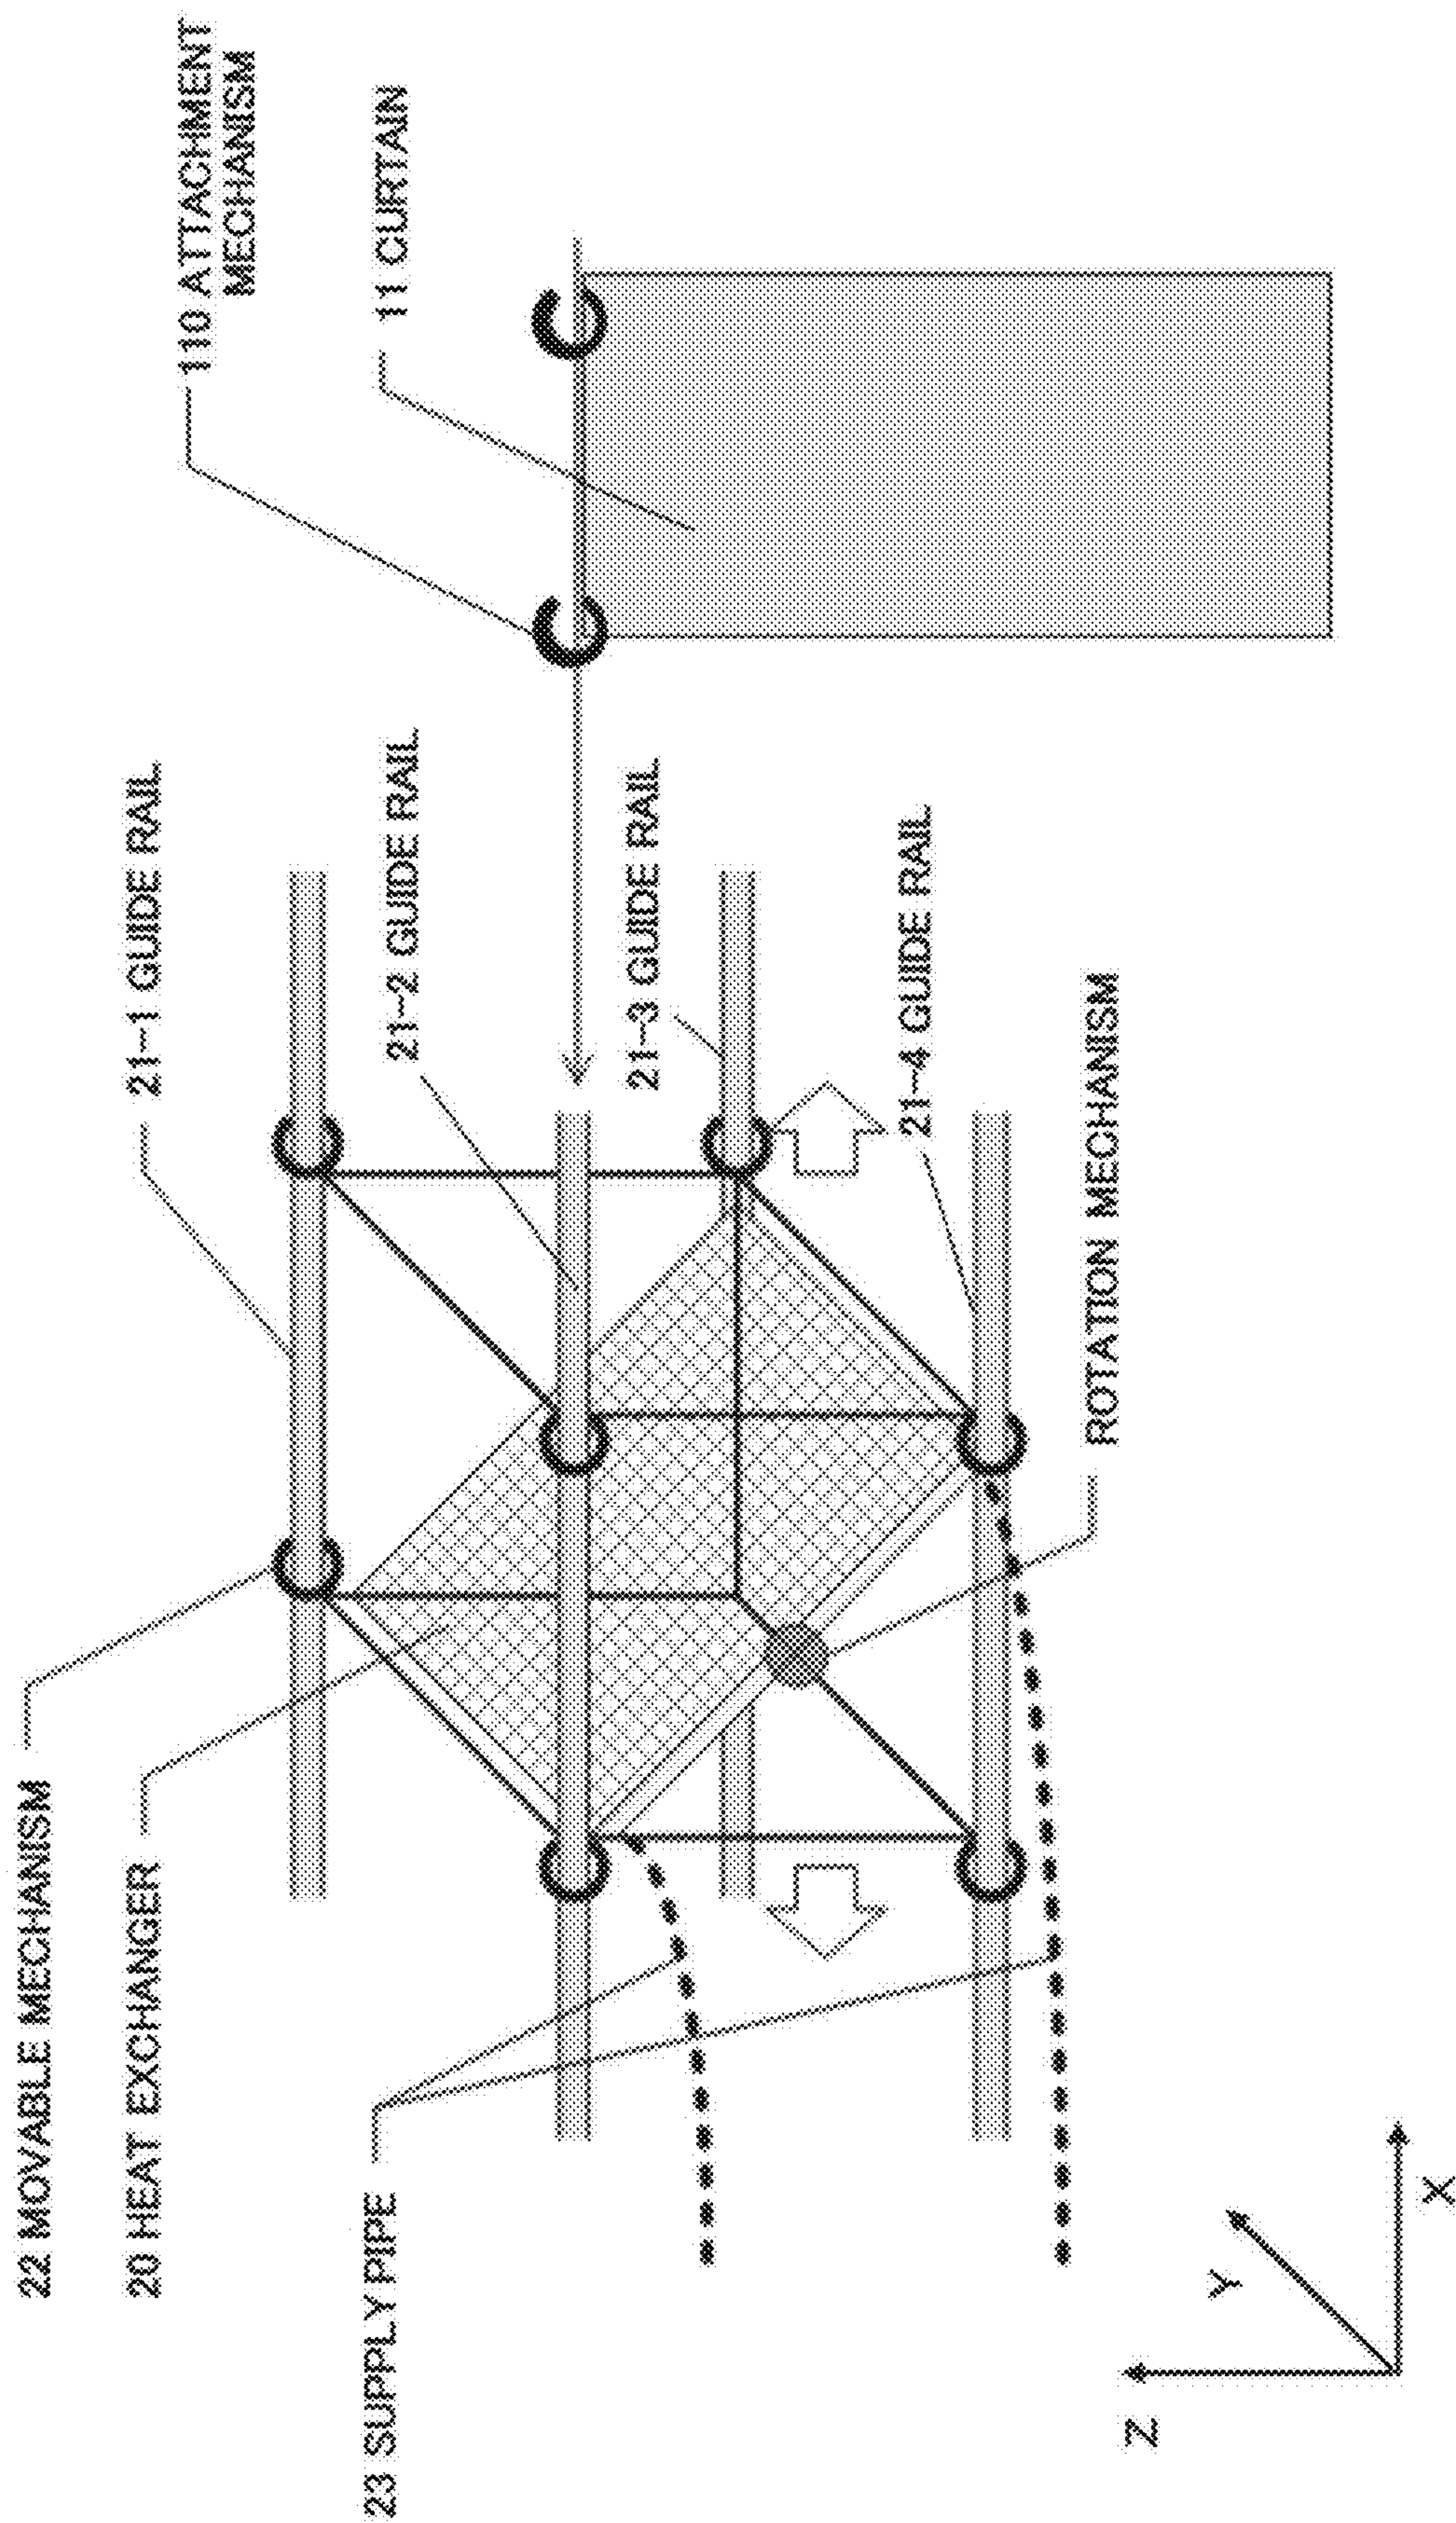 22 MOVABLE MECHANISM
20 HEAT EXCHANGER
23 SUPPLY PIPE
21-1 GUIDE RAIL
21-2 GUIDE RAIL
21-3 GUIDE RAIL
21-4 GUIDE RAIL
ROTATION MECHANISM
110 ATTACHMENT
MECHANISM
11 CURTAIN
Z
Y
X